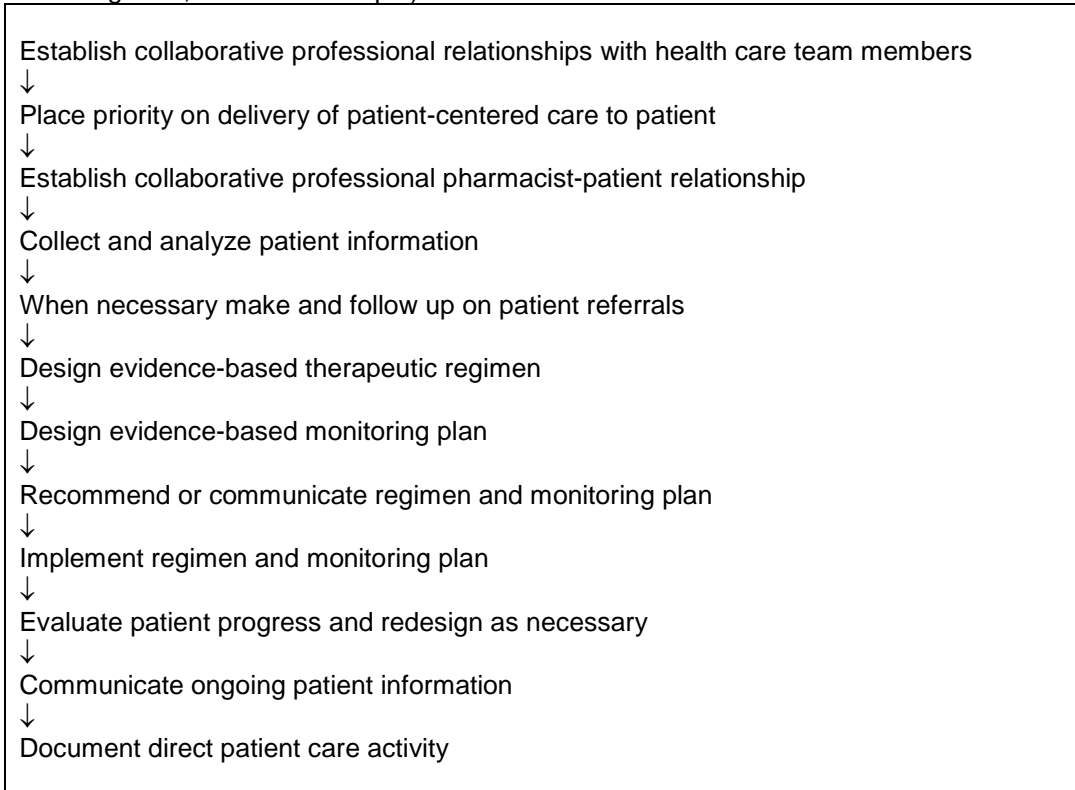 Establish collaborative professional relationships with health care team members
↓
Place priority on delivery of patient-centered care to patient
↓
Establish collaborative professional pharmacist-patient relationship
↓
Collect and analyze patient information
↓
When necessary make and follow up on patient referrals
↓
Design evidence-based therapeutic regimen
↓
Design evidence-based monitoring plan
↓
Recommend or communicate regimen and monitoring plan
↓
Implement regimen and monitoring plan
↓
Evaluate patient progress and redesign as necessary
↓
Communicate ongoing patient information
↓
Document direct patient care activity